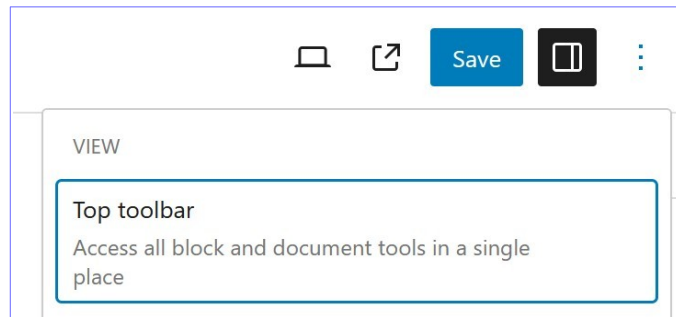 Save
VIEW
Top toolbar
Access all block and document tools in a single
place